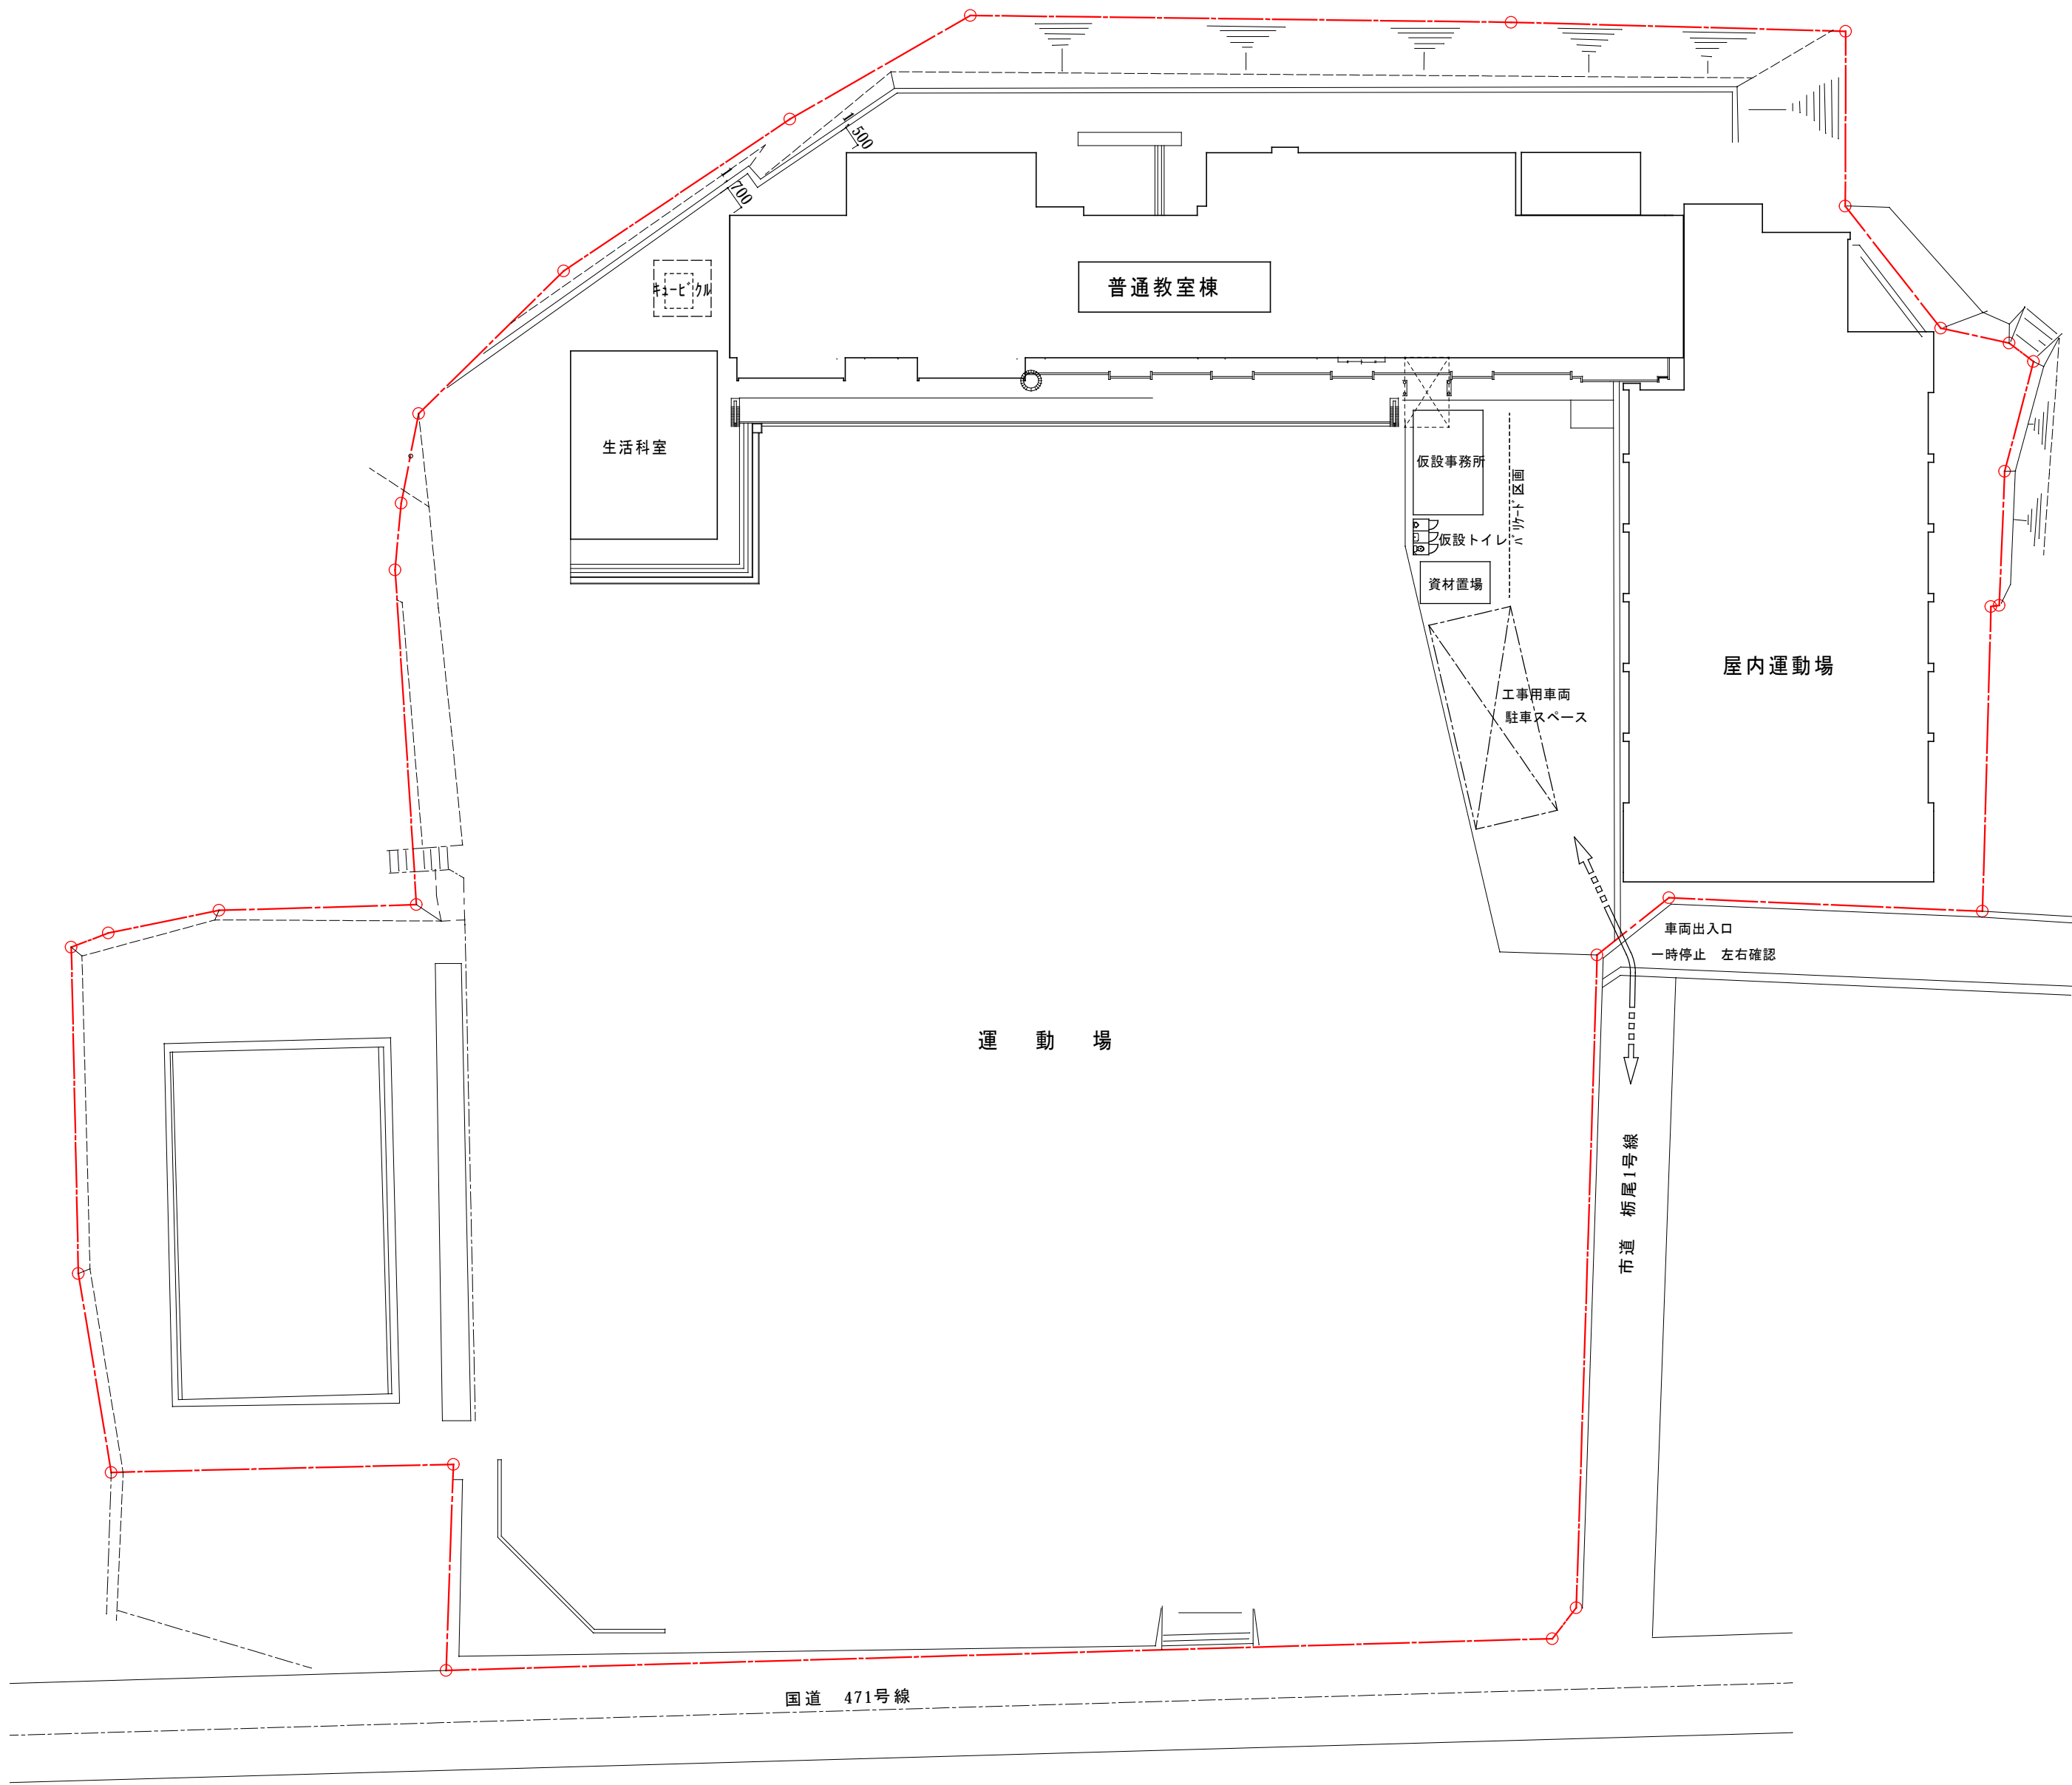 1,500
1,700
キュービクル
普通教室棟
生活科室
仮設事務所
バリケード区画
仮設トイレ
資材置場
屋内運動場
工事用車両
駐車スペース
車両出入口
一時停止　左右確認
運　動　場
市道　栃尾1号線
国道　471号線